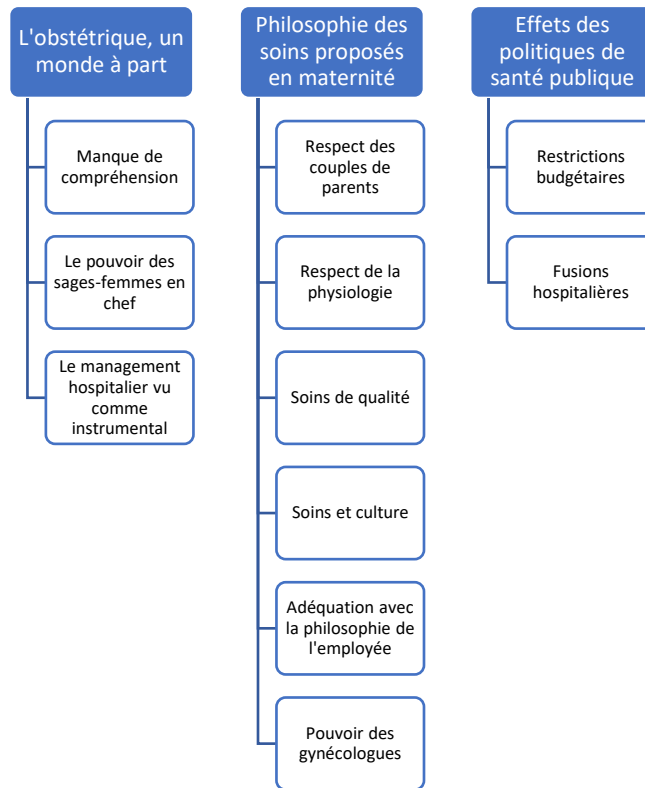 L'obstétrique, un
monde à part
Manque de
compréhension
Le pouvoir des
sages-femmes en
chef
Le management
hospitalier vu
comme
instrumental
Philosophie des
soins proposés
en maternité
Respect des
couples de
parents
Respect de la
physiologie
Soins de qualité
Soins et culture
Adéquation avec
la philosophie de
l'employée
Pouvoir des
gynécologues
Effets des
politiques de
santé publique
Restrictions
budgétaires
Fusions
hospitalières